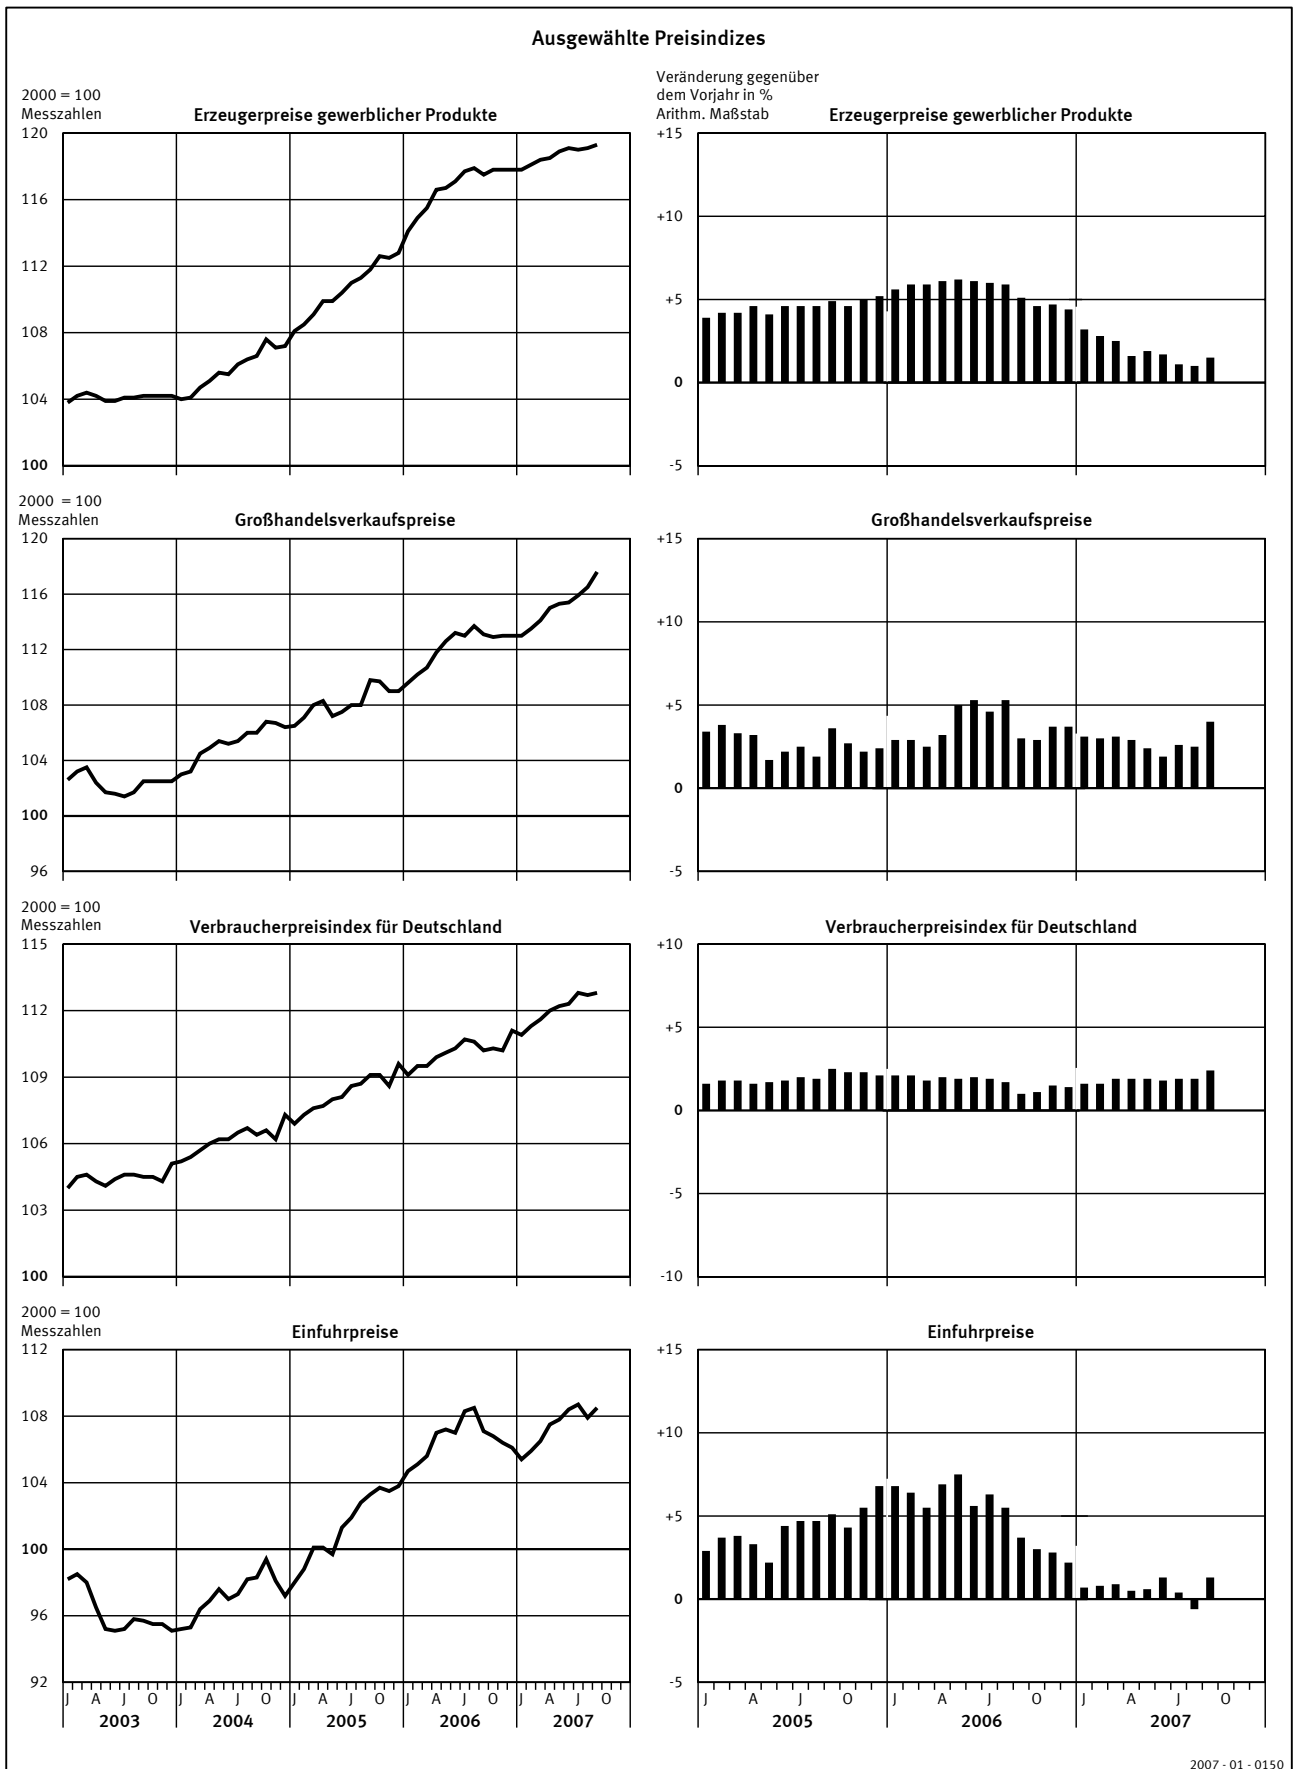 Ausgewählte Preisindizes
2000 = 100
Messzahlen
Erzeugerpreise gewerblicher Produkte
120
116
112
108
104
100
Veränderung gegenüber
dem Vorjahr in %
Arithm. Maßstab
Erzeugerpreise gewerblicher Produkte
+15
+10
+5
0
-5
2000 = 100
Messzahlen
Großhandelsverkaufspreise
120
116
112
108
104
100
96
Großhandelsverkaufspreise
+15
+10
+5
0
-5
2000 = 100
Messzahlen
Verbraucherpreisindex für Deutschland
115
112
109
106
103
100
Verbraucherpreisindex für Deutschland
+10
+5
0
-5
-10
2000 = 100
Messzahlen
Einfuhrpreise
112
108
104
100
96
92
J A J O J A J O J A J O J A J O J A J O
2003 2004 2005 2006 2007
Einfuhrpreise
+15
+10
+5
0
-5
J A J O J A J O J A J O
2005 2006 2007
2007 - 01 - 0150